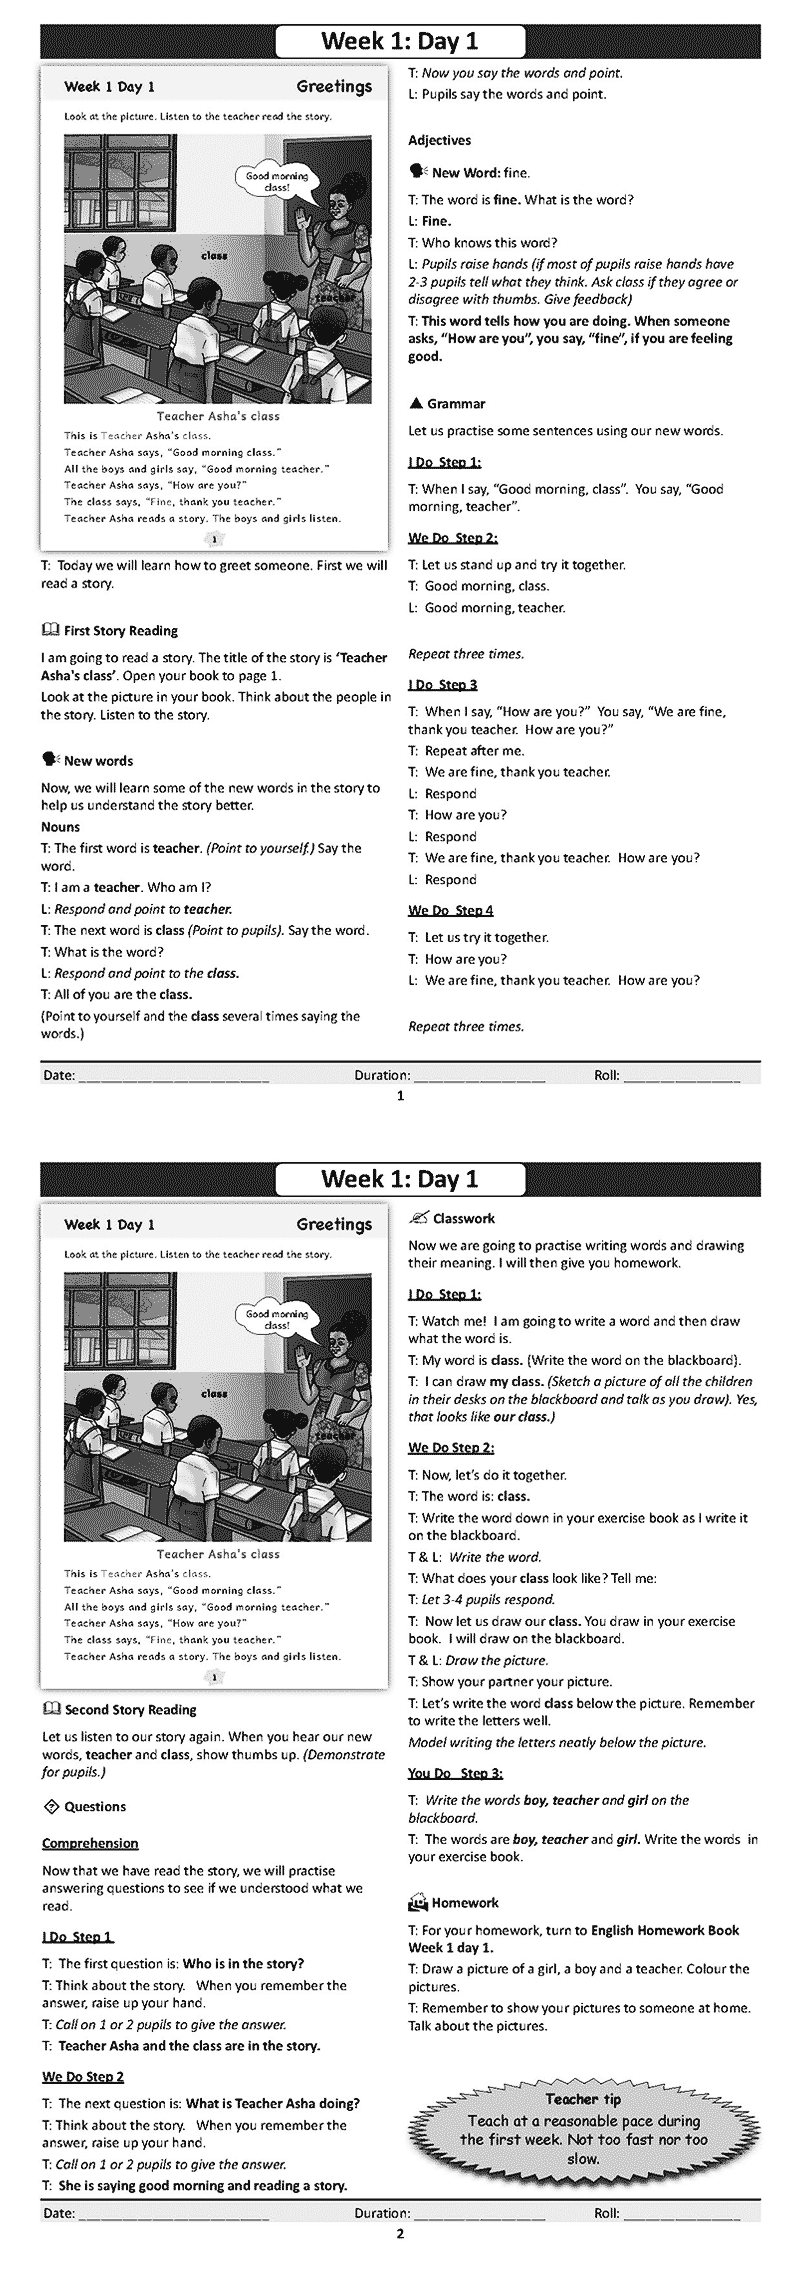 Week 1: Day 1
Week 1 Day 1
Greetings
Look at the picture. Listen to the teacher read the story.
Good morning
class!
class
teacher
Teacher Asha's class
This is Teacher Asha's class.
Teacher Asha says, "Good morning class."
All the boys and girls say, "Good morning teacher."
Teacher Asha says, "How are you?"
The class says, "Fine, thank you teacher."
Teacher Asha reads a story. The boys and girls listen.
1
T: Today we will learn how to greet someone. First we will
read a story.
First Story Reading
I am going to read a story. The title of the story is 'Teacher
Asha's class'. Open your book to page 1.
Look at the picture in your book. Think about the people in
the story. Listen to the story.
New words
Now, we will learn some of the new words in the story to
help us understand the story better.
Nouns
T: The first word is teacher. (Point to yourself.) Say the
word.
T: I am a teacher. Who am I?
L: Respond and point to teacher.
T: The next word is class (Point to pupils). Say the word.
T: What is the word?
L: Respond and point to the class.
T: All of you are the class.
(Point to yourself and the class several times saying the
words.)
T: Now you say the words and point.
L: Pupils say the words and point.
Adjectives
New Word: fine.
T: The word is fine. What is the word?
L: Fine.
T: Who knows this word?
L: Pupils raise hands (if most of pupils raise hands have
2-3 pupils tell what they think. Ask class if they agree or
disagree with thumbs. Give feedback)
T: This word tells how you are doing. When someone
asks, "How are you", you say, "fine", if you are feeling
good.
Grammar
Let us practise some sentences using our new words.
I Do Step 1:
T: When I say, "Good morning, class". You say, "Good
morning, teacher".
We Do Step 2:
T: Let us stand up and try it together.
T: Good morning, class.
L: Good morning, teacher.
Repeat three times.
I Do Step 3
T: When I say, "How are you?" You say, "We are fine,
thank you teacher. How are you?"
T: Repeat after me.
T: We are fine, thank you teacher.
L: Respond
T: How are you?
L: Respond
T: We are fine, thank you teacher. How are you?
L: Respond
We Do Step 4
T: Let us try it together.
T: How are you?
L: We are fine, thank you teacher. How are you?
Repeat three times.
Date: __________________________ Duration: __________________ Roll: ________________
1
Week 1: Day 1
Week 1 Day 1
Greetings
Look at the picture. Listen to the teacher read the story.
Good morning
class!
class
teacher
Teacher Asha's class
This is Teacher Asha's class.
Teacher Asha says, "Good morning class."
All the boys and girls say, "Good morning teacher."
Teacher Asha says, "How are you?"
The class says, "Fine, thank you teacher."
Teacher Asha reads a story. The boys and girls listen.
1
Second Story Reading
Let us listen to our story again. When you hear our new
words, teacher and class, show thumbs up. (Demonstrate
for pupils.)
Questions
Comprehension
Now that we have read the story, we will practise
answering questions to see if we understood what we
read.
I Do Step 1
T: The first question is: Who is in the story?
T: Think about the story. When you remember the
answer, raise up your hand.
T: Call on 1 or 2 pupils to give the answer.
T: Teacher Asha and the class are in the story.
We Do Step 2
T: The next question is: What is Teacher Asha doing?
T: Think about the story. When you remember the
answer, raise up your hand.
T: Call on 1 or 2 pupils to give the answer.
T: She is saying good morning and reading a story.
Classwork
Now we are going to practise writing words and drawing
their meaning. I will then give you homework.
I Do Step 1:
T: Watch me! I am going to write a word and then draw
what the word is.
T: My word is class. (Write the word on the blackboard).
T: I can draw my class. (Sketch a picture of all the children
in their desks on the blackboard and talk as you draw). Yes,
that looks like our class.)
We Do Step 2:
T: Now, let's do it together.
T: The word is: class.
T: Write the word down in your exercise book as I write it
on the blackboard.
T & L: Write the word.
T: What does your class look like? Tell me:
T: Let 3-4 pupils respond.
T: Now let us draw our class. You draw in your exercise
book. I will draw on the blackboard.
T & L: Draw the picture.
T: Show your partner your picture.
T: Let's write the word class below the picture. Remember
to write the letters well.
Model writing the letters neatly below the picture.
You Do Step 3:
T: Write the words boy, teacher and girl on the
blackboard.
T: The words are boy, teacher and girl. Write the words in
your exercise book.
Homework
T: For your homework, turn to English Homework Book
Week 1 day 1.
T: Draw a picture of a girl, a boy and a teacher. Colour the
pictures.
T: Remember to show your pictures to someone at home.
Talk about the pictures.
Teacher tip
Teach at a reasonable pace during
the first week. Not too fast nor too
slow.
Date: __________________________ Duration: __________________ Roll: ________________
2